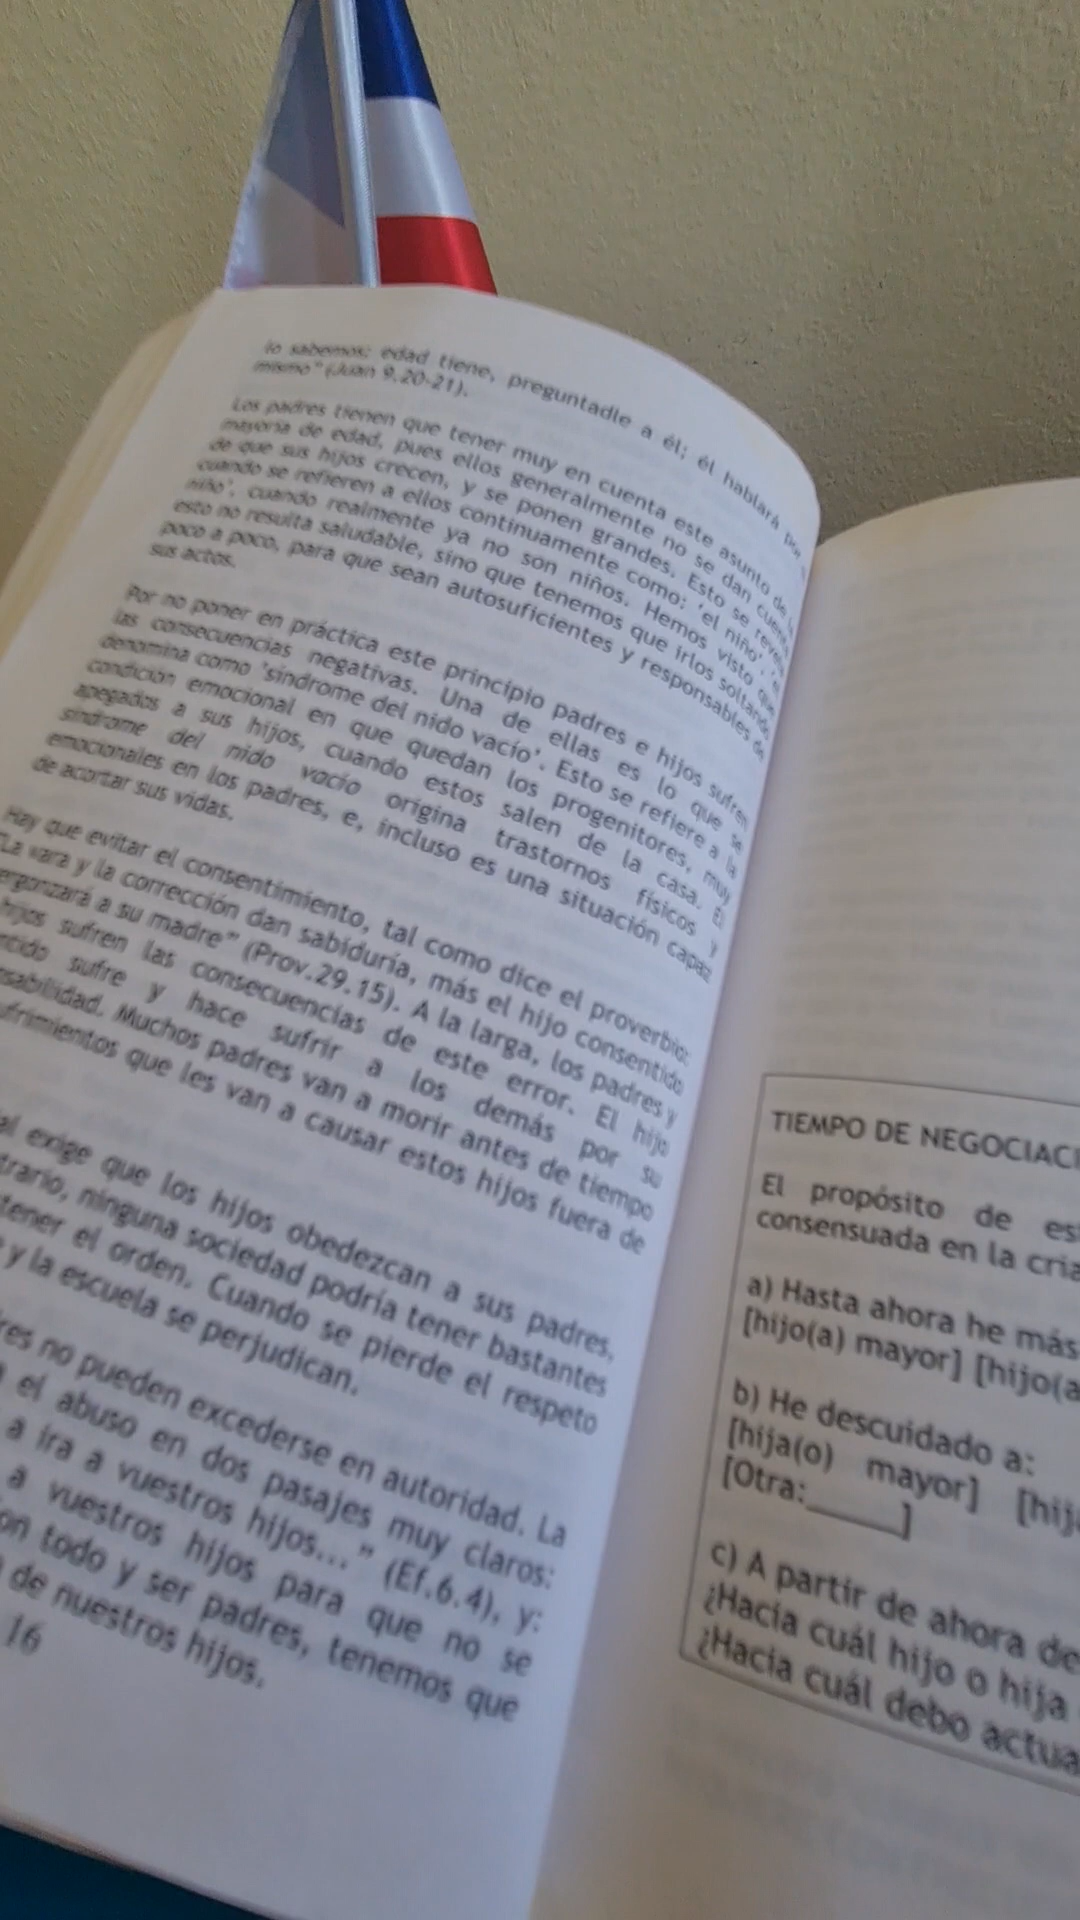 lo sabemos; edad tiene, preguntadle a él; él hablará por
mismo" (Juan 9.20-21).
Los padres tienen que tener muy en cuenta este asunto de
mayoría de edad, pues ellos generalmente no se dan cuenta
de que sus hijos crecen, y se ponen grandes. Esto se revela
cuando se refieren a ellos continuamente como: 'el niño',
niño', cuando realmente ya no son niños. Hemos visto que
esto no resulta saludable, sino que tenemos que irlos soltando
poco a poco, para que sean autosuficientes y responsables de
sus actos.
Por no poner en práctica este principio padres e hijos sufren
las consecuencias negativas. Una de ellas es lo que se
denomina como 'síndrome del nido vacío'. Esto se refiere a la
condición emocional en que quedan los progenitores, muy
apegados a sus hijos, cuando estos salen de la casa. El
síndrome del nido vacío origina trastornos físicos y
emocionales en los padres, e, incluso es una situación capaz
de acortar sus vidas.
Hay que evitar el consentimiento, tal como dice el proverbio:
"La vara y la corrección dan sabiduría, más el hijo consentido
a su madre" (Prov.29.15). A la larga, los padres y
hijos sufren las consecuencias de este error. El hijo
sufre y hace sufrir a los demás por su
Muchos padres van a morir antes de tiempo
que les van a causar estos hijos fuera de
exige que los hijos obedezcan a sus padres.
ninguna sociedad podría tener bastantes
el orden. Cuando se pierde el respeto
y la escuela se perjudican.
no pueden excederse en autoridad. La
el abuso en dos pasajes muy claros:
a ira a vuestros hijos..." (Ef.6.4), y:
a vuestros hijos para que no se
todo y ser padres, tenemos que
de nuestros hijos.
16
TIEMPO DE NEGOCIACI
El propósito de es
consensuada en la cria
a) Hasta ahora he más
[hijo(a) mayor] [hijo(a
b) He descuidado a:
[hija(o) mayor] [hij
[Otra:_____]
c) A partir de ahora de
¿Hacia cuál hijo o hija
¿Hacia cuál debo actua